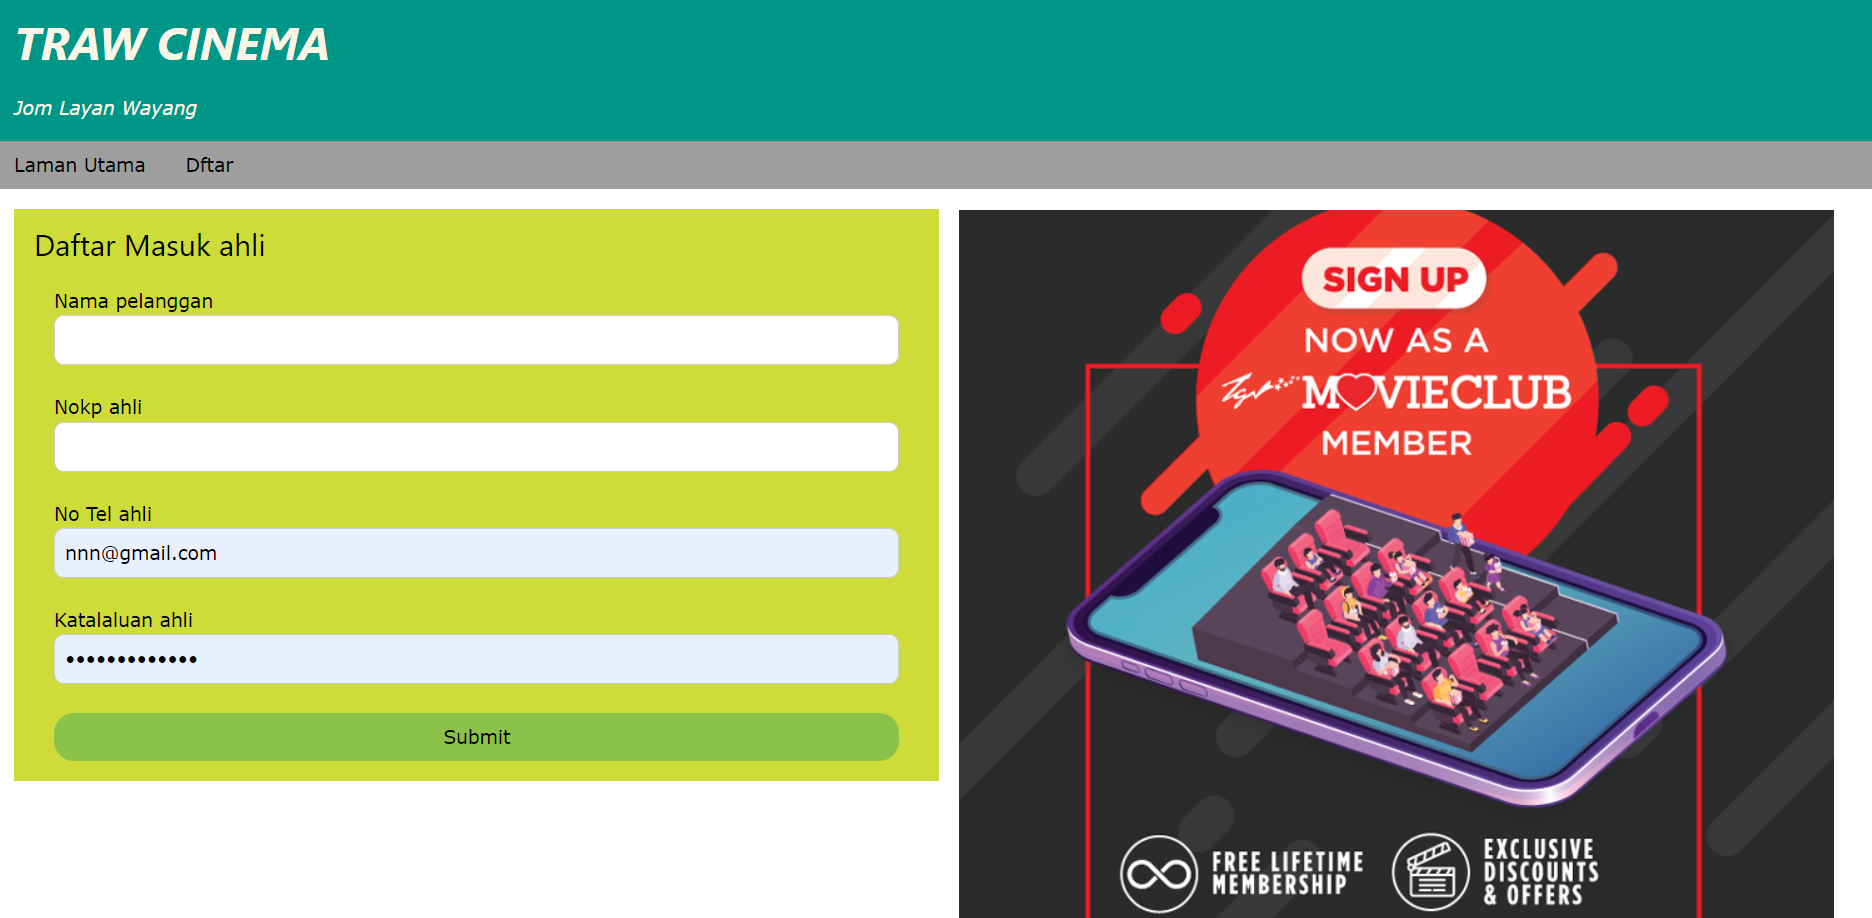 TRAW CINEMA
Jom Layan Wayang
Laman Utama Dftar
Daftar Masuk ahli
Nama pelanggan
Nokp ahli
No Tel ahli
nnn@gmail.com
Katalaluan ahli
•••••••••••••
Submit
SIGN UP
NOW AS A
TGV MOVIECLUB
MEMBER
FREE LIFETIME
MEMBERSHIP
EXCLUSIVE
DISCOUNTS
& OFFERS